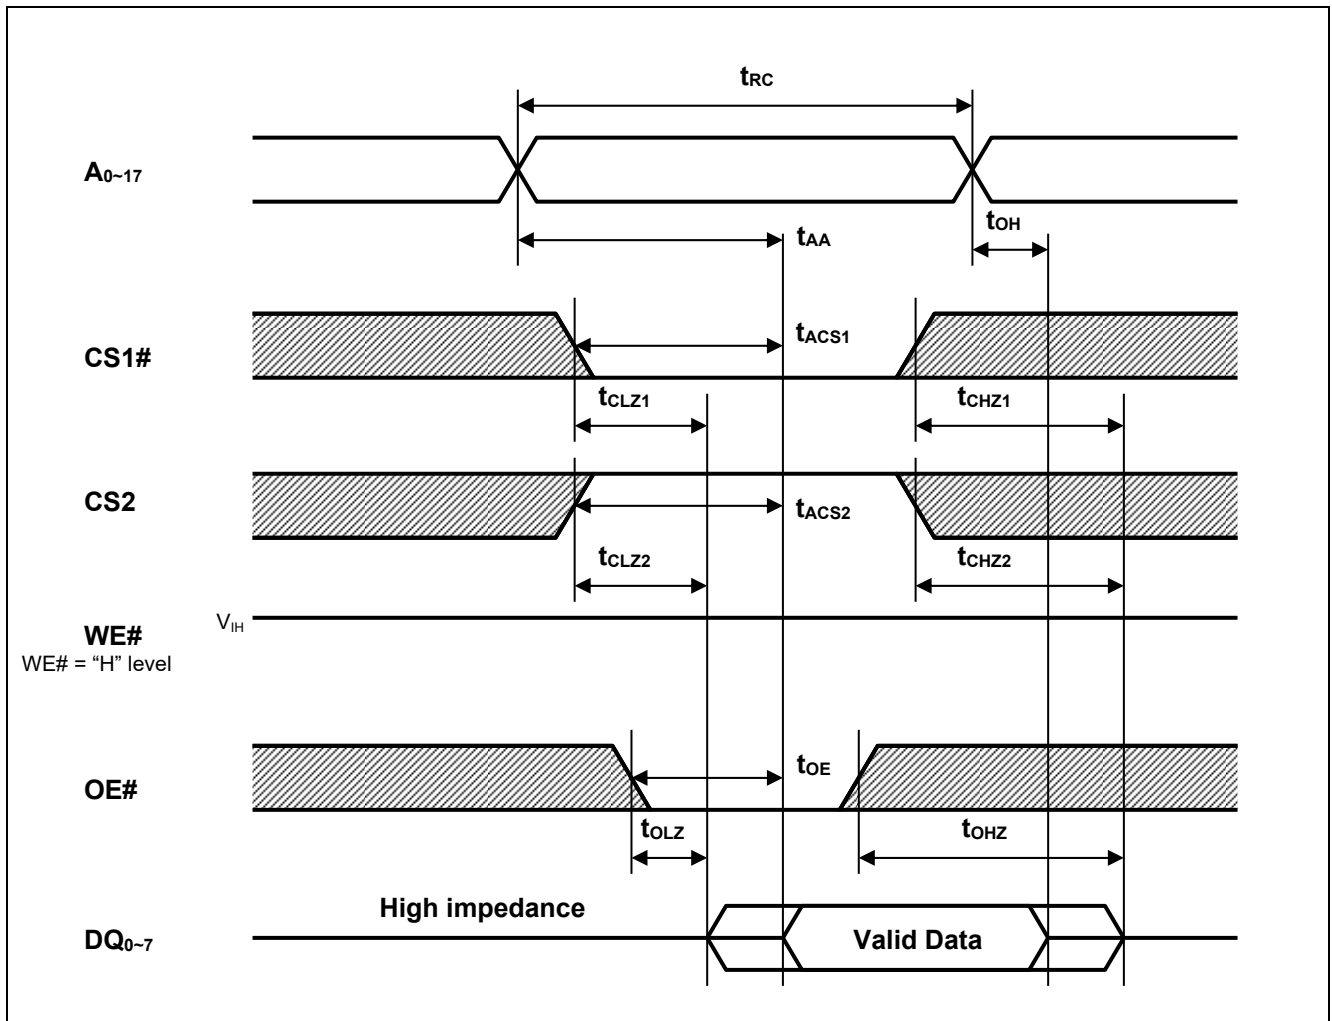 tRC
A0~17
tOH
tAA
tACS1
CS1#
tCLZ1
tCHZ1
CS2
tACS2
tCLZ2
tCHZ2
VIH
WE#
WE# = “H” level
tOE
OE#
tOLZ
tOHZ
High impedance
DQ0~7
Valid Data